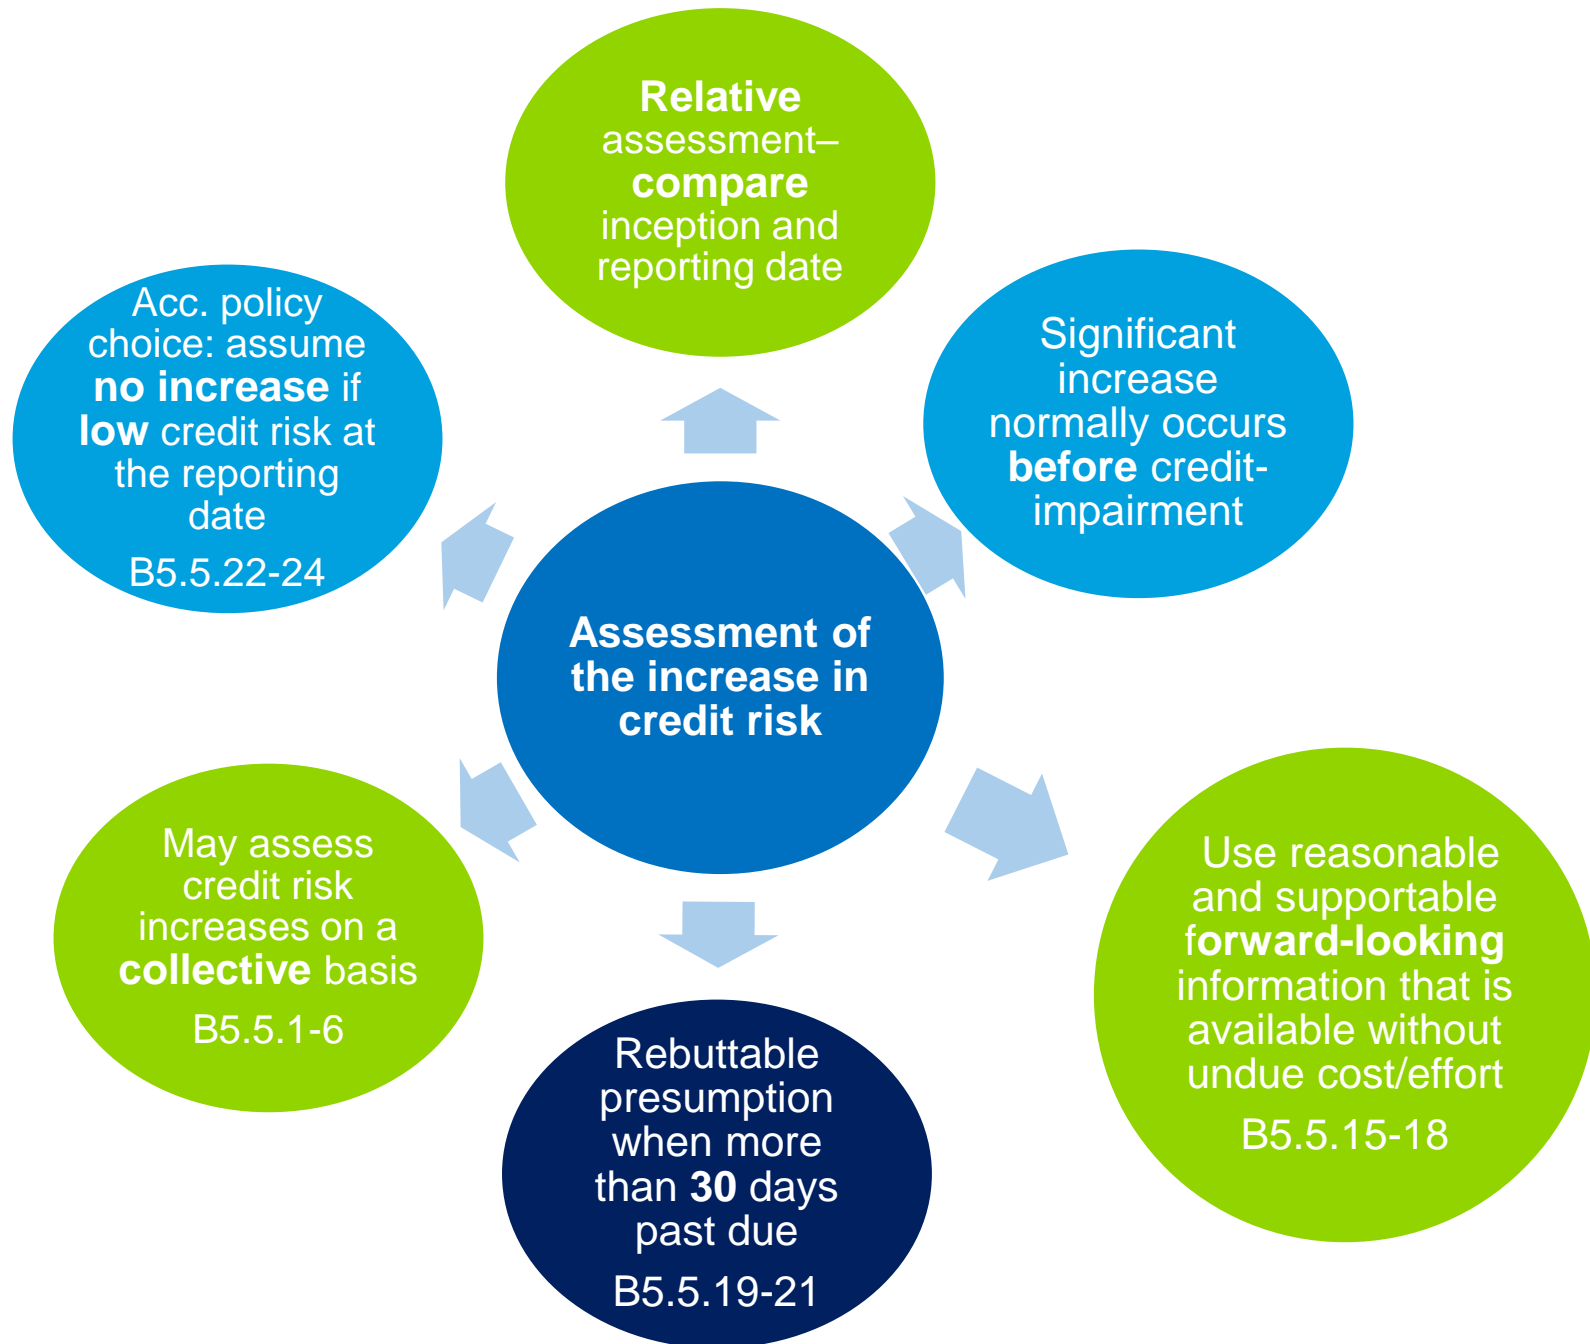 Relative
assessment–
compare
inception and
reporting date
Significant
increase
normally occurs
before credit-
impairment
Use reasonable
and supportable
forward-looking
information that is
available without
undue cost/effort
B5.5.15-18
Rebuttable
presumption
when more
than 30 days
past due
B5.5.19-21
May assess
credit risk
increases on a
collective basis
B5.5.1-6
Acc. policy
choice: assume
no increase if
low credit risk at
the reporting
date
B5.5.22-24
Assessment of
the increase in
credit risk